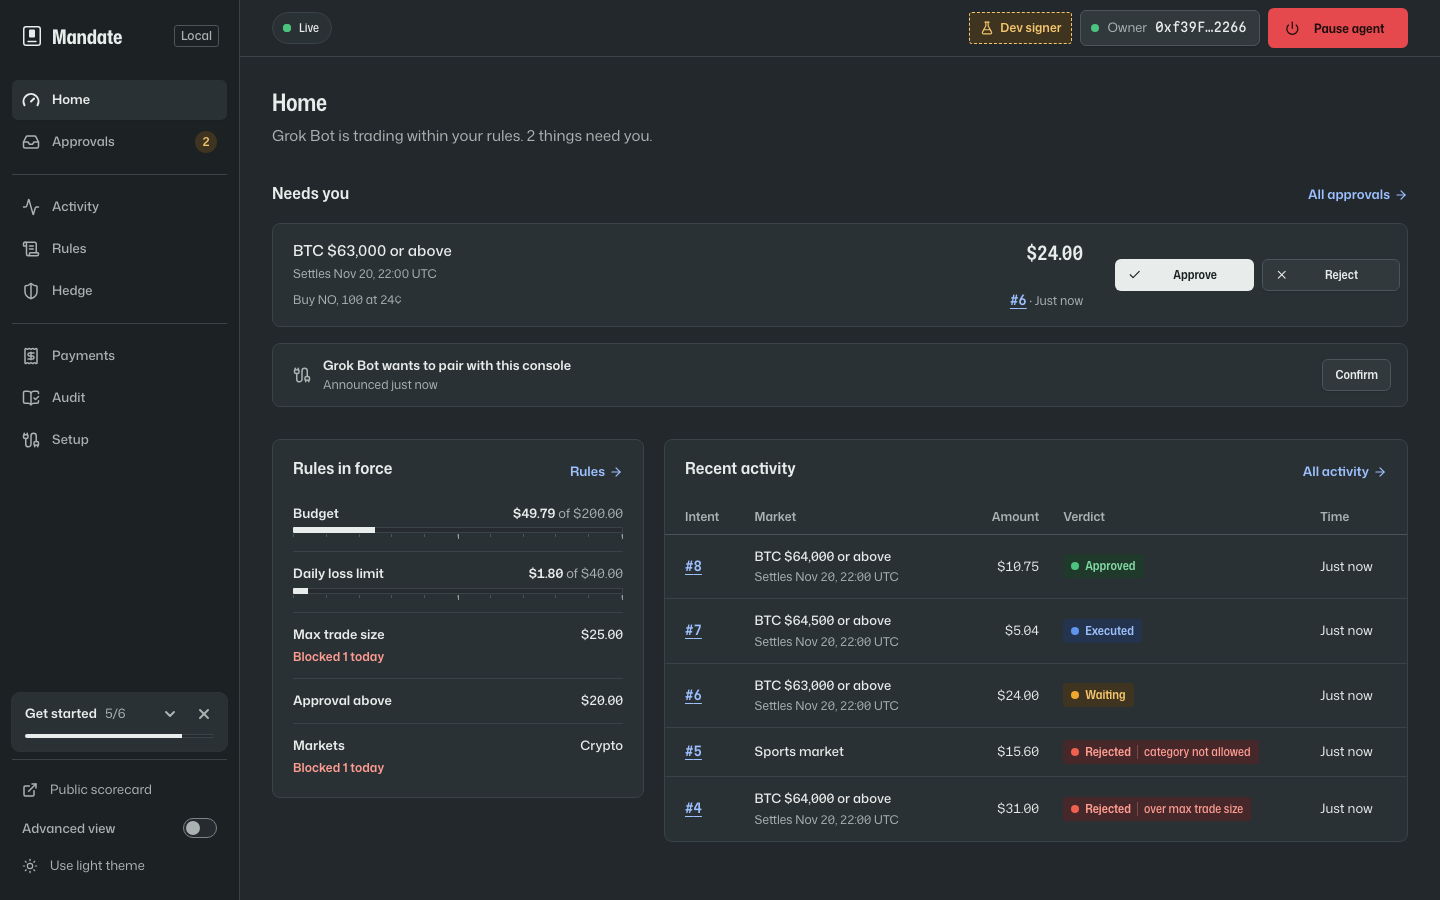 Mandate
Local
Home
Approvals
2
Activity
Rules
Hedge
Payments
Audit
Setup
Get started 5/6
Public scorecard
Advanced view
Use light theme
Live
Dev signer
Owner 0xf39F…2266
Pause agent
Home
Grok Bot is trading within your rules. 2 things need you.
Needs you
All approvals
BTC $63,000 or above
Settles Nov 20, 22:00 UTC
Buy NO, 100 at 24¢
$24.00
#6 · Just now
Approve
Reject
Grok Bot wants to pair with this console
Announced just now
Confirm
Rules in force
Rules
Budget
$49.79 of $200.00
Daily loss limit
$1.80 of $40.00
Max trade size
$25.00
Blocked 1 today
Approval above
$20.00
Markets
Crypto
Blocked 1 today
Recent activity
All activity
Intent Market Amount Verdict Time
#8 BTC $64,000 or above $10.75 Approved Just now
Settles Nov 20, 22:00 UTC
#7 BTC $64,500 or above $5.04 Executed Just now
Settles Nov 20, 22:00 UTC
#6 BTC $63,000 or above $24.00 Waiting Just now
Settles Nov 20, 22:00 UTC
#5 Sports market $15.60 Rejected category not allowed Just now
#4 BTC $64,000 or above $31.00 Rejected over max trade size Just now
Settles Nov 20, 22:00 UTC